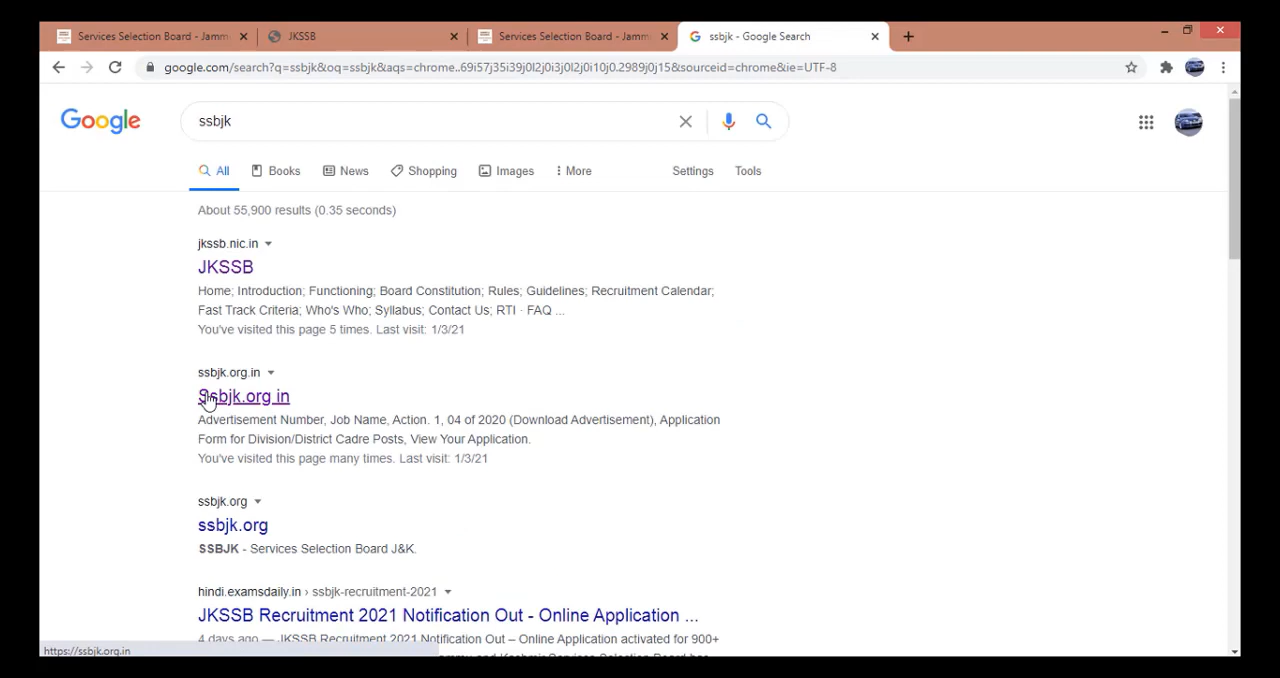 Services Selection Board - Jamm
JKSSB
Services Selection Board - Jamm
ssbjk - Google Search
google.com/search?q=ssbjk&oq=ssbjk&aqs=chrome..69i57j35i39j0l2j0i3j0l2j0i10j0.2989j0j15&sourceid=chrome&ie=UTF-8
Google
ssbjk
All
Books
News
Shopping
Images
More
Settings
Tools
About 55,900 results (0.35 seconds)
jkssb.nic.in
JKSSB
Home; Introduction; Functioning; Board Constitution; Rules; Guidelines; Recruitment Calendar;
Fast Track Criteria; Who's Who; Syllabus; Contact Us; RTI · FAQ ...
You've visited this page 5 times. Last visit: 1/3/21
ssbjk.org.in
Ssbjk.org in
Advertisement Number, Job Name, Action. 1, 04 of 2020 (Download Advertisement), Application
Form for Division/District Cadre Posts, View Your Application.
You've visited this page many times. Last visit: 1/3/21
ssbjk.org
ssbjk.org
SSBJK - Services Selection Board J&K.
hindi.examsdaily.in › ssbjk-recruitment-2021
JKSSB Recruitment 2021 Notification Out - Online Application ...
4 days ago — JKSSB Recruitment 2021 Notification Out – Online Application activated for 900+
https://ssbjk.org.in